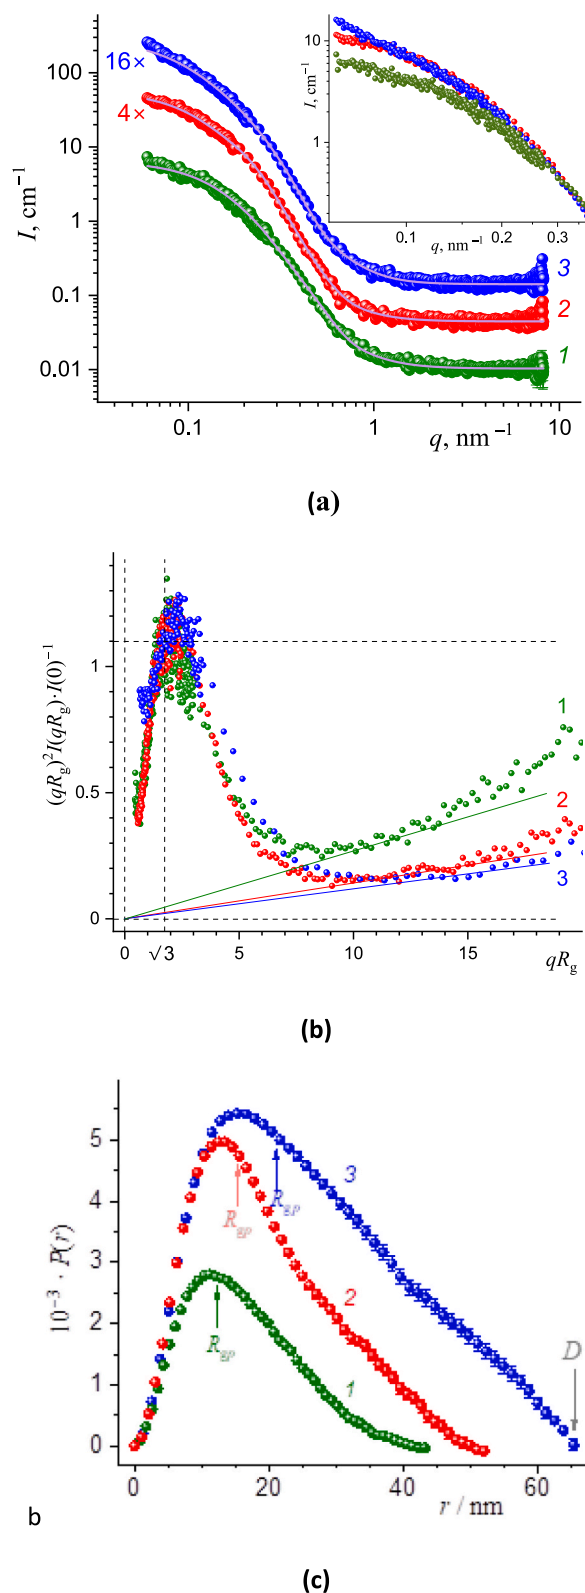 I, cm⁻¹
100
10
1
0.1
0.01
16×
4×
3
2
1
0.1
1
10
q, nm⁻¹
I, cm⁻¹
10
1
0.1
0.2
0.3
q, nm⁻¹
(a)
(qRg)²I(qRg)·I(0)⁻¹
1
0.5
0
1
2
3
0
√3
5
10
15
qRg
(b)
10⁻³ · P(r)
5
4
3
2
1
0
3
2
1
Rgp
Rgp
Rgp
D
0
20
40
60
r / nm
b
(c)